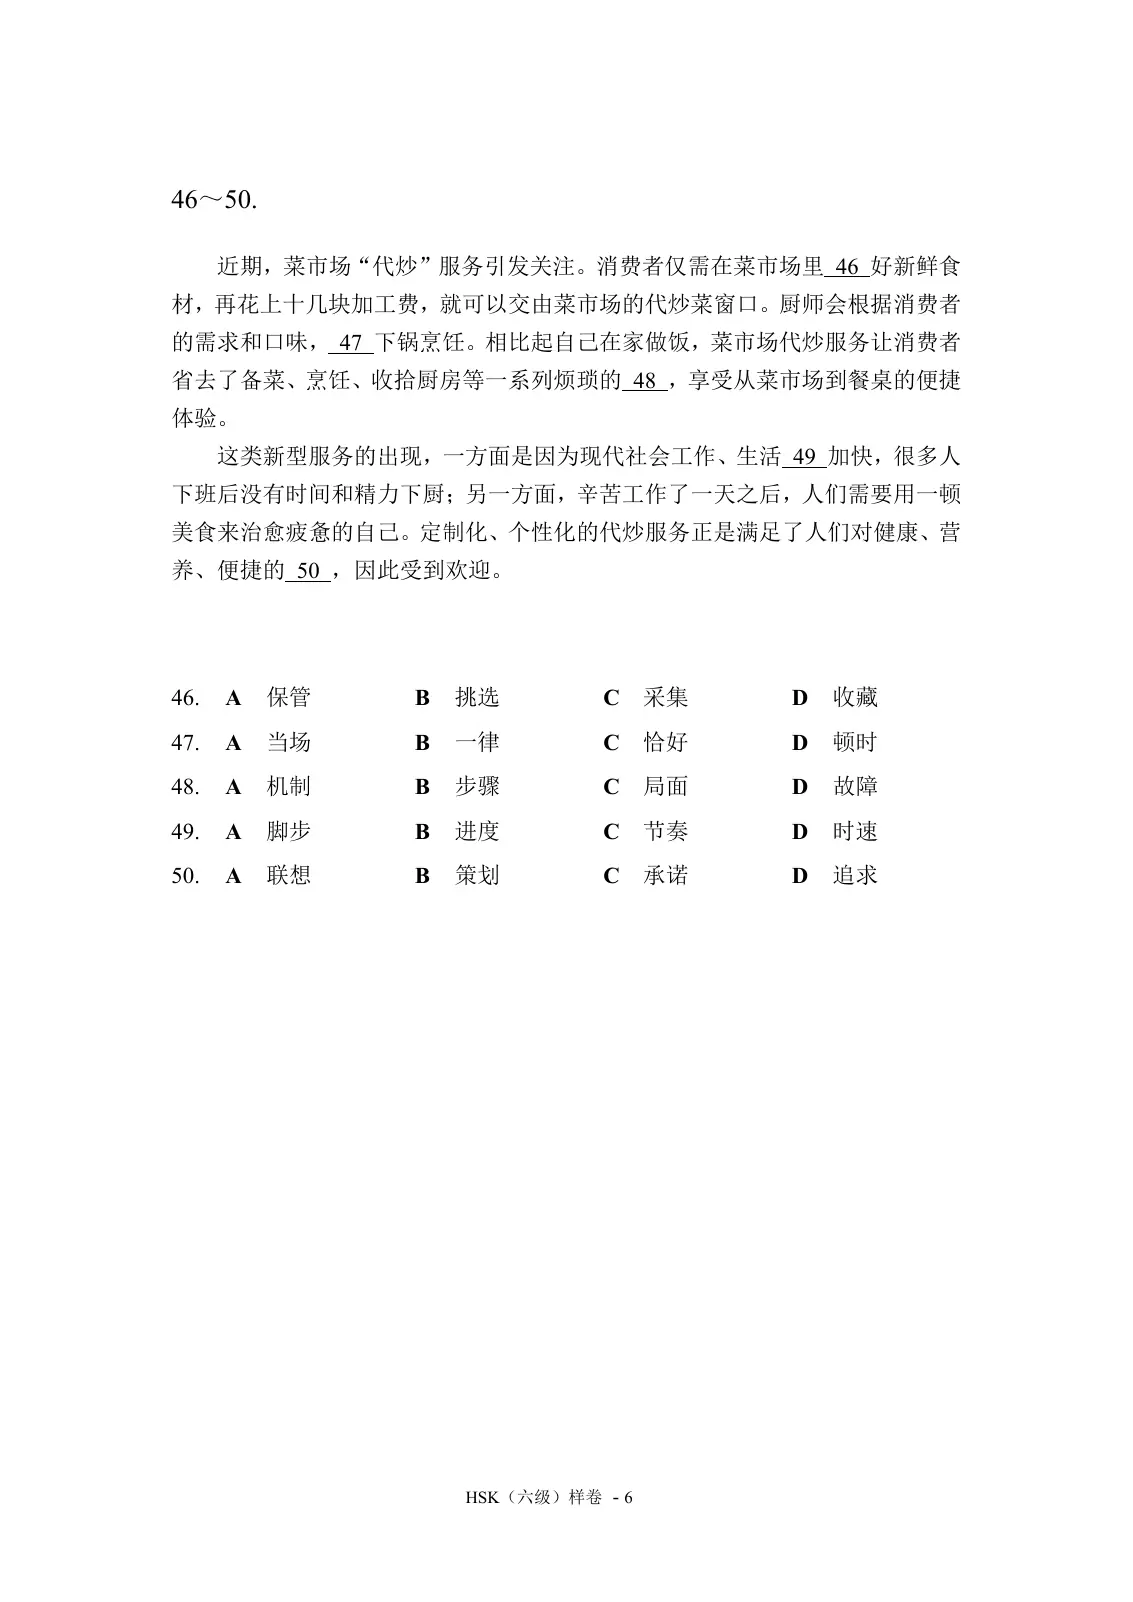 46～50.
近期，菜市场“代炒”服务引发关注。消费者仅需在菜市场里 46 好新鲜食
材，再花上十几块加工费，就可以交由菜市场的代炒菜窗口。厨师会根据消费者
的需求和口味， 47 下锅烹饪。相比起自己在家做饭，菜市场代炒服务让消费者
省去了备菜、烹饪、收拾厨房等一系列烦琐的 48 ，享受从菜市场到餐桌的便捷
体验。
这类新型服务的出现，一方面是因为现代社会工作、生活 49 加快，很多人
下班后没有时间和精力下厨；另一方面，辛苦工作了一天之后，人们需要用一顿
美食来治愈疲惫的自己。定制化、个性化的代炒服务正是满足了人们对健康、营
养、便捷的 50 ，因此受到欢迎。
46. A 保管 B 挑选 C 采集 D 收藏
47. A 当场 B 一律 C 恰好 D 顿时
48. A 机制 B 步骤 C 局面 D 故障
49. A 脚步 B 进度 C 节奏 D 时速
50. A 联想 B 策划 C 承诺 D 追求
HSK（六级）样卷 - 6